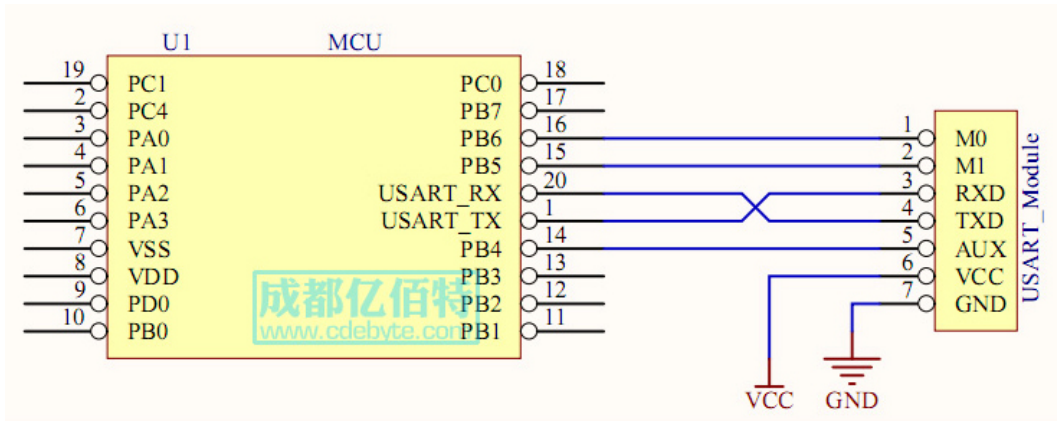 U1 MCU
19 PC1 PC0 18
2 PC4 PB7 17
3 PA0 PB6 16 1 M0
4 PA1 PB5 15 2 M1
5 PA2 USART_RX 20 3 RXD
6 PA3 USART_TX 1 4 TXD
7 VSS PB4 14 5 AUX
8 VDD PB3 13 6 VCC
9 PD0 PB2 12 7 GND
10 PB0 PB1 11
USART_Module
成都亿佰特
www.cdebyte.com
VCC GND